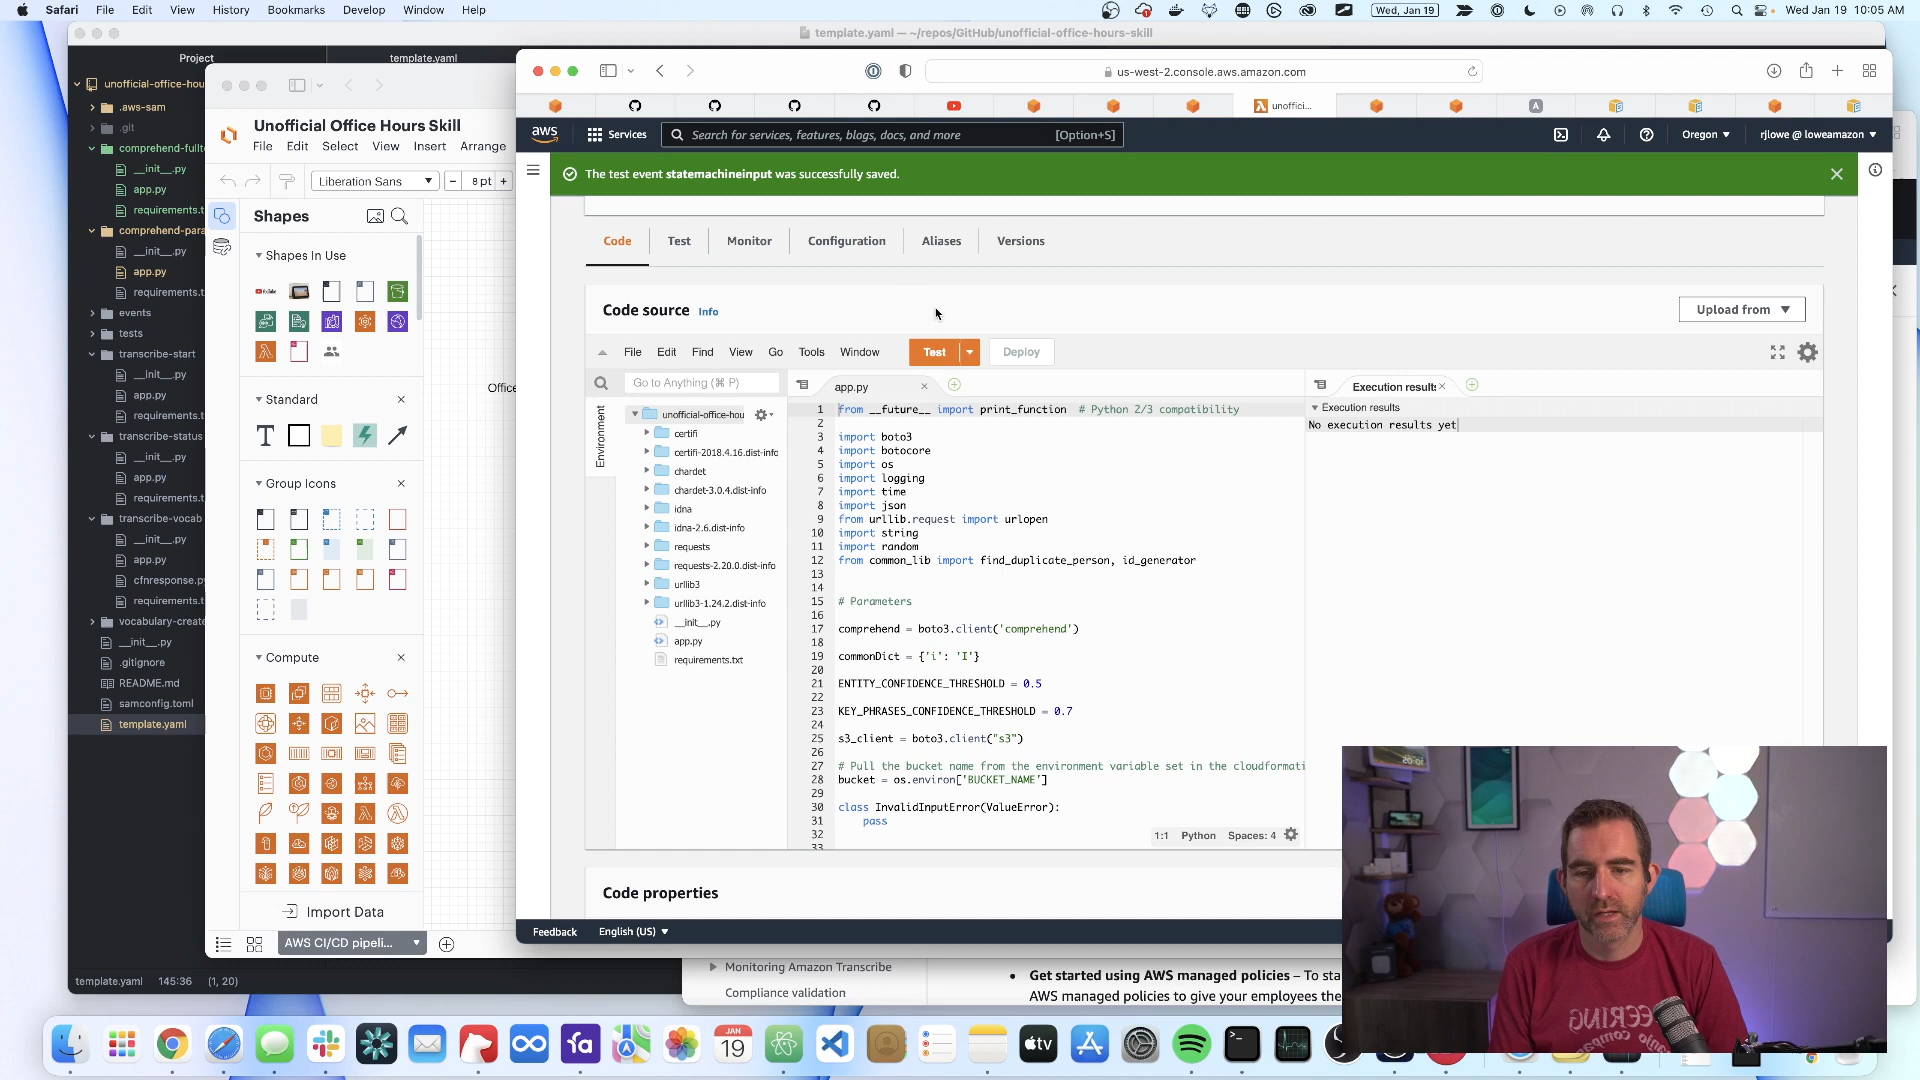 Safari File Edit View History Bookmarks Develop Window Help
Wed, Jan 19
Wed Jan 19 10:05 AM
template.yaml — ~/repos/GitHub/unofficial-office-hours-skill
Project
template.yaml
unofficial-office-hou
.aws-sam
.git
comprehend-fullte
__init__.py
app.py
requirements.t
comprehend-para
__init__.py
app.py
requirements.t
events
tests
transcribe-start
__init__.py
app.py
requirements.t
transcribe-status
__init__.py
app.py
requirements.t
transcribe-vocab
__init__.py
app.py
cfnresponse.py
requirements.t
vocabulary-create
__init__.py
.gitignore
README.md
samconfig.toml
template.yaml
template.yaml 145:36 (1, 20)
Unofficial Office Hours Skill
File Edit Select View Insert Arrange
Liberation Sans
− 8 pt +
Shapes
Shapes In Use
YouTube
Standard
Group Icons
Compute
Import Data
AWS CI/CD pipeli...
Office
us-west-2.console.aws.amazon.com
unoffici...
aws
Services
Search for services, features, blogs, docs, and more [Option+S]
Oregon
rjlowe @ loweamazon
The test event statemachineinput was successfully saved.
Code Test Monitor Configuration Aliases Versions
Code source Info
Upload from
File Edit Find View Go Tools Window
Test
Deploy
Go to Anything (⌘ P)
app.py
Execution results
Environment
unofficial-office-hou
certifi
certifi-2018.4.16.dist-info
chardet
chardet-3.0.4.dist-info
idna
idna-2.6.dist-info
requests
requests-2.20.0.dist-info
urllib3
urllib3-1.24.2.dist-info
__init__.py
app.py
requirements.txt
1 from __future__ import print_function # Python 2/3 compatibility
2
3 import boto3
4 import botocore
5 import os
6 import logging
7 import time
8 import json
9 from urllib.request import urlopen
10 import string
11 import random
12 from common_lib import find_duplicate_person, id_generator
13
14
15 # Parameters
16
17 comprehend = boto3.client('comprehend')
18
19 commonDict = {'i': 'I'}
20
21 ENTITY_CONFIDENCE_THRESHOLD = 0.5
22
23 KEY_PHRASES_CONFIDENCE_THRESHOLD = 0.7
24
25 s3_client = boto3.client("s3")
26
27 # Pull the bucket name from the environment variable set in the cloudformati
28 bucket = os.environ['BUCKET_NAME']
29
30 class InvalidInputError(ValueError):
31 pass
32
33
1:1 Python Spaces: 4
Execution results
No execution results yet
Code properties
Feedback English (US)
Monitoring Amazon Transcribe
Compliance validation
Get started using AWS managed policies – To sta
AWS managed policies to give your employees the
JAN
19
tv